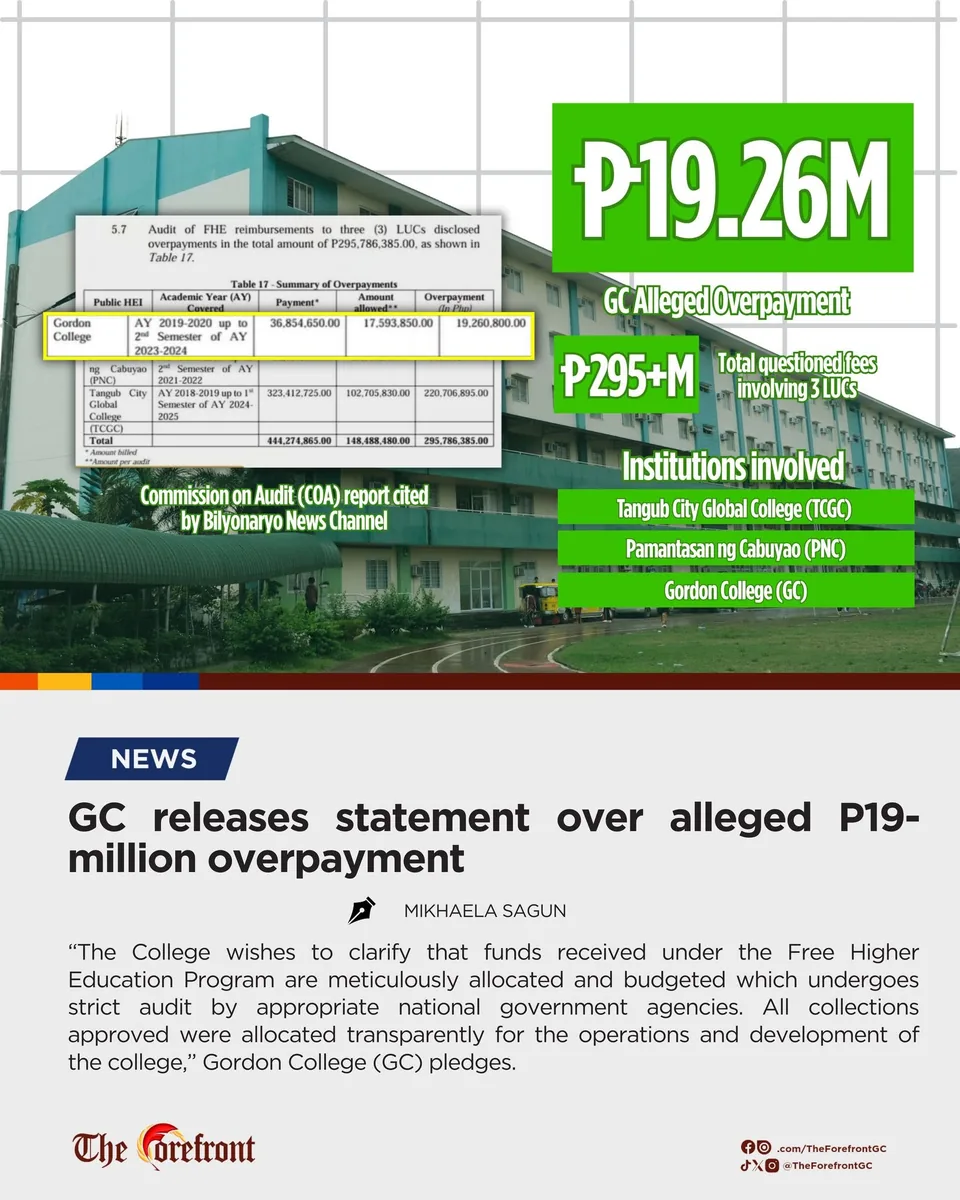 5.7 Audit of FHE reimbursements to three (3) LUCs disclosed
overpayments in the total amount of P295,786,385.00, as shown in
Table 17.
Table 17 - Summary of Overpayments
Public HEI Academic Year (AY) Covered Payment* Amount allowed** Overpayment (In Php)
Gordon College AY 2019-2020 up to 2nd Semester of AY 2023-2024 36,854,650.00 17,593,850.00 19,260,800.00
ng Cabuyao (PNC) 2nd Semester of AY 2021-2022
Tangub City Global College (TCGC) AY 2018-2019 up to 1st Semester of AY 2024-2025 323,412,725.00 102,705,830.00 220,706,895.00
Total 444,274,865.00 148,488,480.00 295,786,385.00
* Amount billed
**Amount per audit
Commission on Audit (COA) report cited
by Bilyonaryo News Channel
₱19.26M
GC Alleged Overpayment
₱295+M
Total questioned fees
involving 3 LUCs
Institutions involved
Tangub City Global College (TCGC)
Pamantasan ng Cabuyao (PNC)
Gordon College (GC)
NEWS
GC releases statement over alleged P19-
million overpayment
MIKHAELA SAGUN
“The College wishes to clarify that funds received under the Free Higher
Education Program are meticulously allocated and budgeted which undergoes
strict audit by appropriate national government agencies. All collections
approved were allocated transparently for the operations and development of
the college,” Gordon College (GC) pledges.
The Forefront
.com/TheForefrontGC
@TheForefrontGC